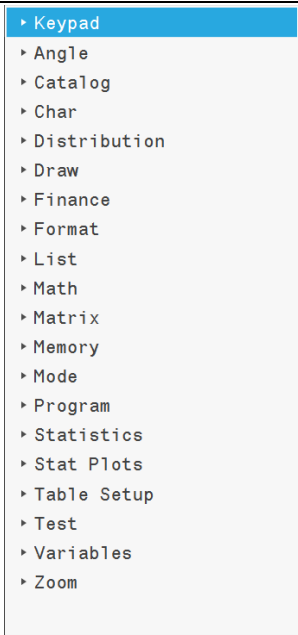 Keypad
Angle
Catalog
Char
Distribution
Draw
Finance
Format
List
Math
Matrix
Memory
Mode
Program
Statistics
Stat Plots
Table Setup
Test
Variables
Zoom